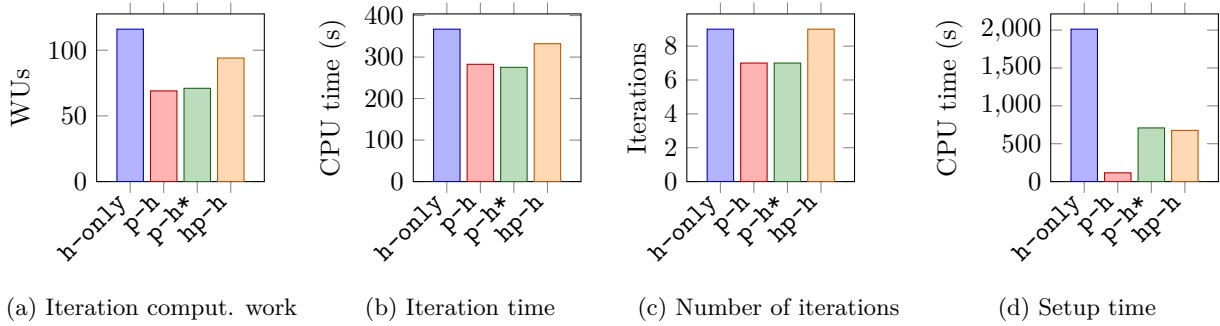 WUs
100
50
0
h-only
p-h
p-h*
hp-h
(a) Iteration comput. work
CPU time (s)
400
300
200
100
0
h-only
p-h
p-h*
hp-h
(b) Iteration time
Iterations
8
6
4
2
0
h-only
p-h
p-h*
hp-h
(c) Number of iterations
CPU time (s)
2,000
1,500
1,000
500
0
h-only
p-h
p-h*
hp-h
(d) Setup time